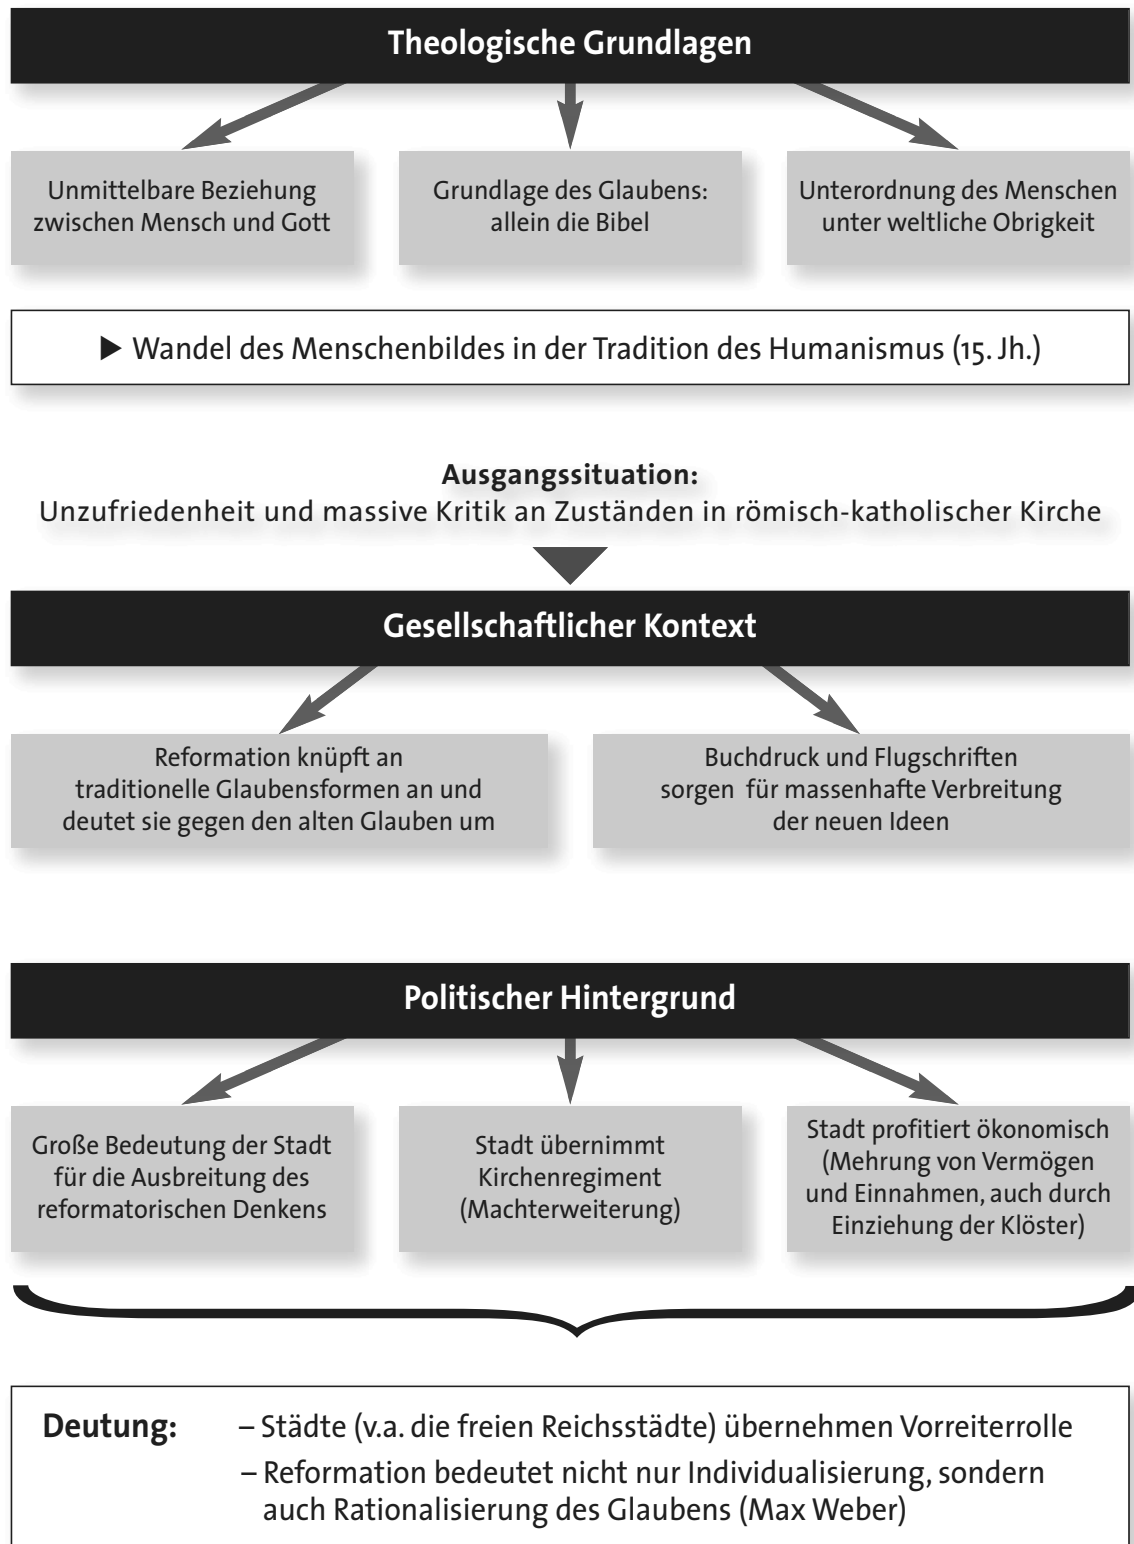 Theologische Grundlagen
Unmittelbare Beziehung
zwischen Mensch und Gott
Grundlage des Glaubens:
allein die Bibel
Unterordnung des Menschen
unter weltliche Obrigkeit
▶ Wandel des Menschenbildes in der Tradition des Humanismus (15. Jh.)
Ausgangssituation:
Unzufriedenheit und massive Kritik an Zuständen in römisch-katholischer Kirche
Gesellschaftlicher Kontext
Reformation knüpft an
traditionelle Glaubensformen an und
deutet sie gegen den alten Glauben um
Buchdruck und Flugschriften
sorgen für massenhafte Verbreitung
der neuen Ideen
Politischer Hintergrund
Große Bedeutung der Stadt
für die Ausbreitung des
reformatorischen Denkens
Stadt übernimmt
Kirchenregiment
(Machterweiterung)
Stadt profitiert ökonomisch
(Mehrung von Vermögen
und Einnahmen, auch durch
Einziehung der Klöster)
Deutung: – Städte (v.a. die freien Reichsstädte) übernehmen Vorreiterrolle
– Reformation bedeutet nicht nur Individualisierung, sondern
auch Rationalisierung des Glaubens (Max Weber)